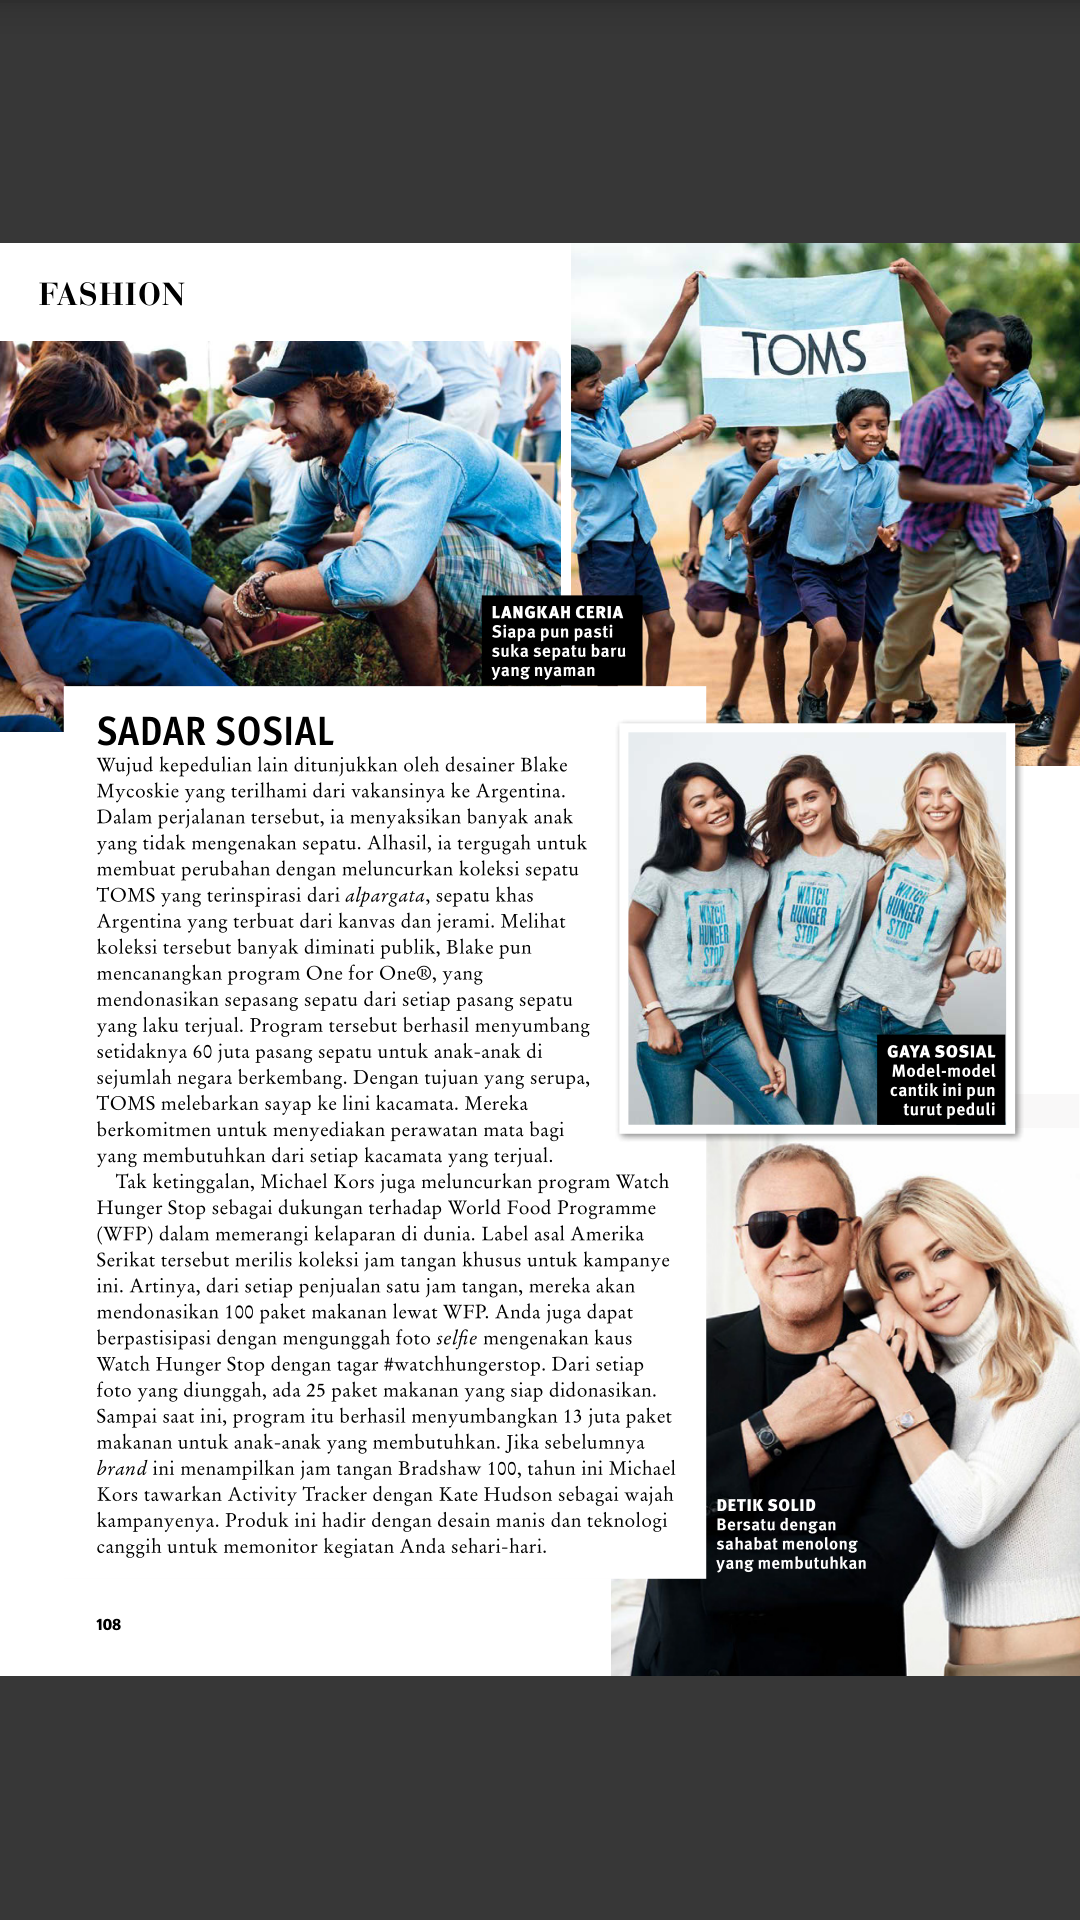 FASHION
TOMS
LANGKAH CERIA
Siapa pun pasti
suka sepatu baru
yang nyaman
SADAR SOSIAL
Wujud kepedulian lain ditunjukkan oleh desainer Blake
Mycoskie yang terilhami dari vakansinya ke Argentina.
Dalam perjalanan tersebut, ia menyaksikan banyak anak
yang tidak mengenakan sepatu. Alhasil, ia tergugah untuk
membuat perubahan dengan meluncurkan koleksi sepatu
TOMS yang terinspirasi dari alpargata, sepatu khas
Argentina yang terbuat dari kanvas dan jerami. Melihat
koleksi tersebut banyak diminati publik, Blake pun
mencanangkan program One for One®, yang
mendonasikan sepasang sepatu dari setiap pasang sepatu
yang laku terjual. Program tersebut berhasil menyumbang
setidaknya 60 juta pasang sepatu untuk anak-anak di
sejumlah negara berkembang. Dengan tujuan yang serupa,
TOMS melebarkan sayap ke lini kacamata. Mereka
berkomitmen untuk menyediakan perawatan mata bagi
yang membutuhkan dari setiap kacamata yang terjual.
Tak ketinggalan, Michael Kors juga meluncurkan program Watch
Hunger Stop sebagai dukungan terhadap World Food Programme
(WFP) dalam memerangi kelaparan di dunia. Label asal Amerika
Serikat tersebut merilis koleksi jam tangan khusus untuk kampanye
ini. Artinya, dari setiap penjualan satu jam tangan, mereka akan
mendonasikan 100 paket makanan lewat WFP. Anda juga dapat
berpastisipasi dengan mengunggah foto selfie mengenakan kaus
Watch Hunger Stop dengan tagar #watchhungerstop. Dari setiap
foto yang diunggah, ada 25 paket makanan yang siap didonasikan.
Sampai saat ini, program itu berhasil menyumbangkan 13 juta paket
makanan untuk anak-anak yang membutuhkan. Jika sebelumnya
brand ini menampilkan jam tangan Bradshaw 100, tahun ini Michael
Kors tawarkan Activity Tracker dengan Kate Hudson sebagai wajah
kampanyenya. Produk ini hadir dengan desain manis dan teknologi
canggih untuk memonitor kegiatan Anda sehari-hari.
WATCH
HUNGER
STOP
WATCH
HUNGER
STOP
WATCH
HUNGER
STOP
GAYA SOSIAL
Model-model
cantik ini pun
turut peduli
DETIK SOLID
Bersatu dengan
sahabat menolong
yang membutuhkan
108